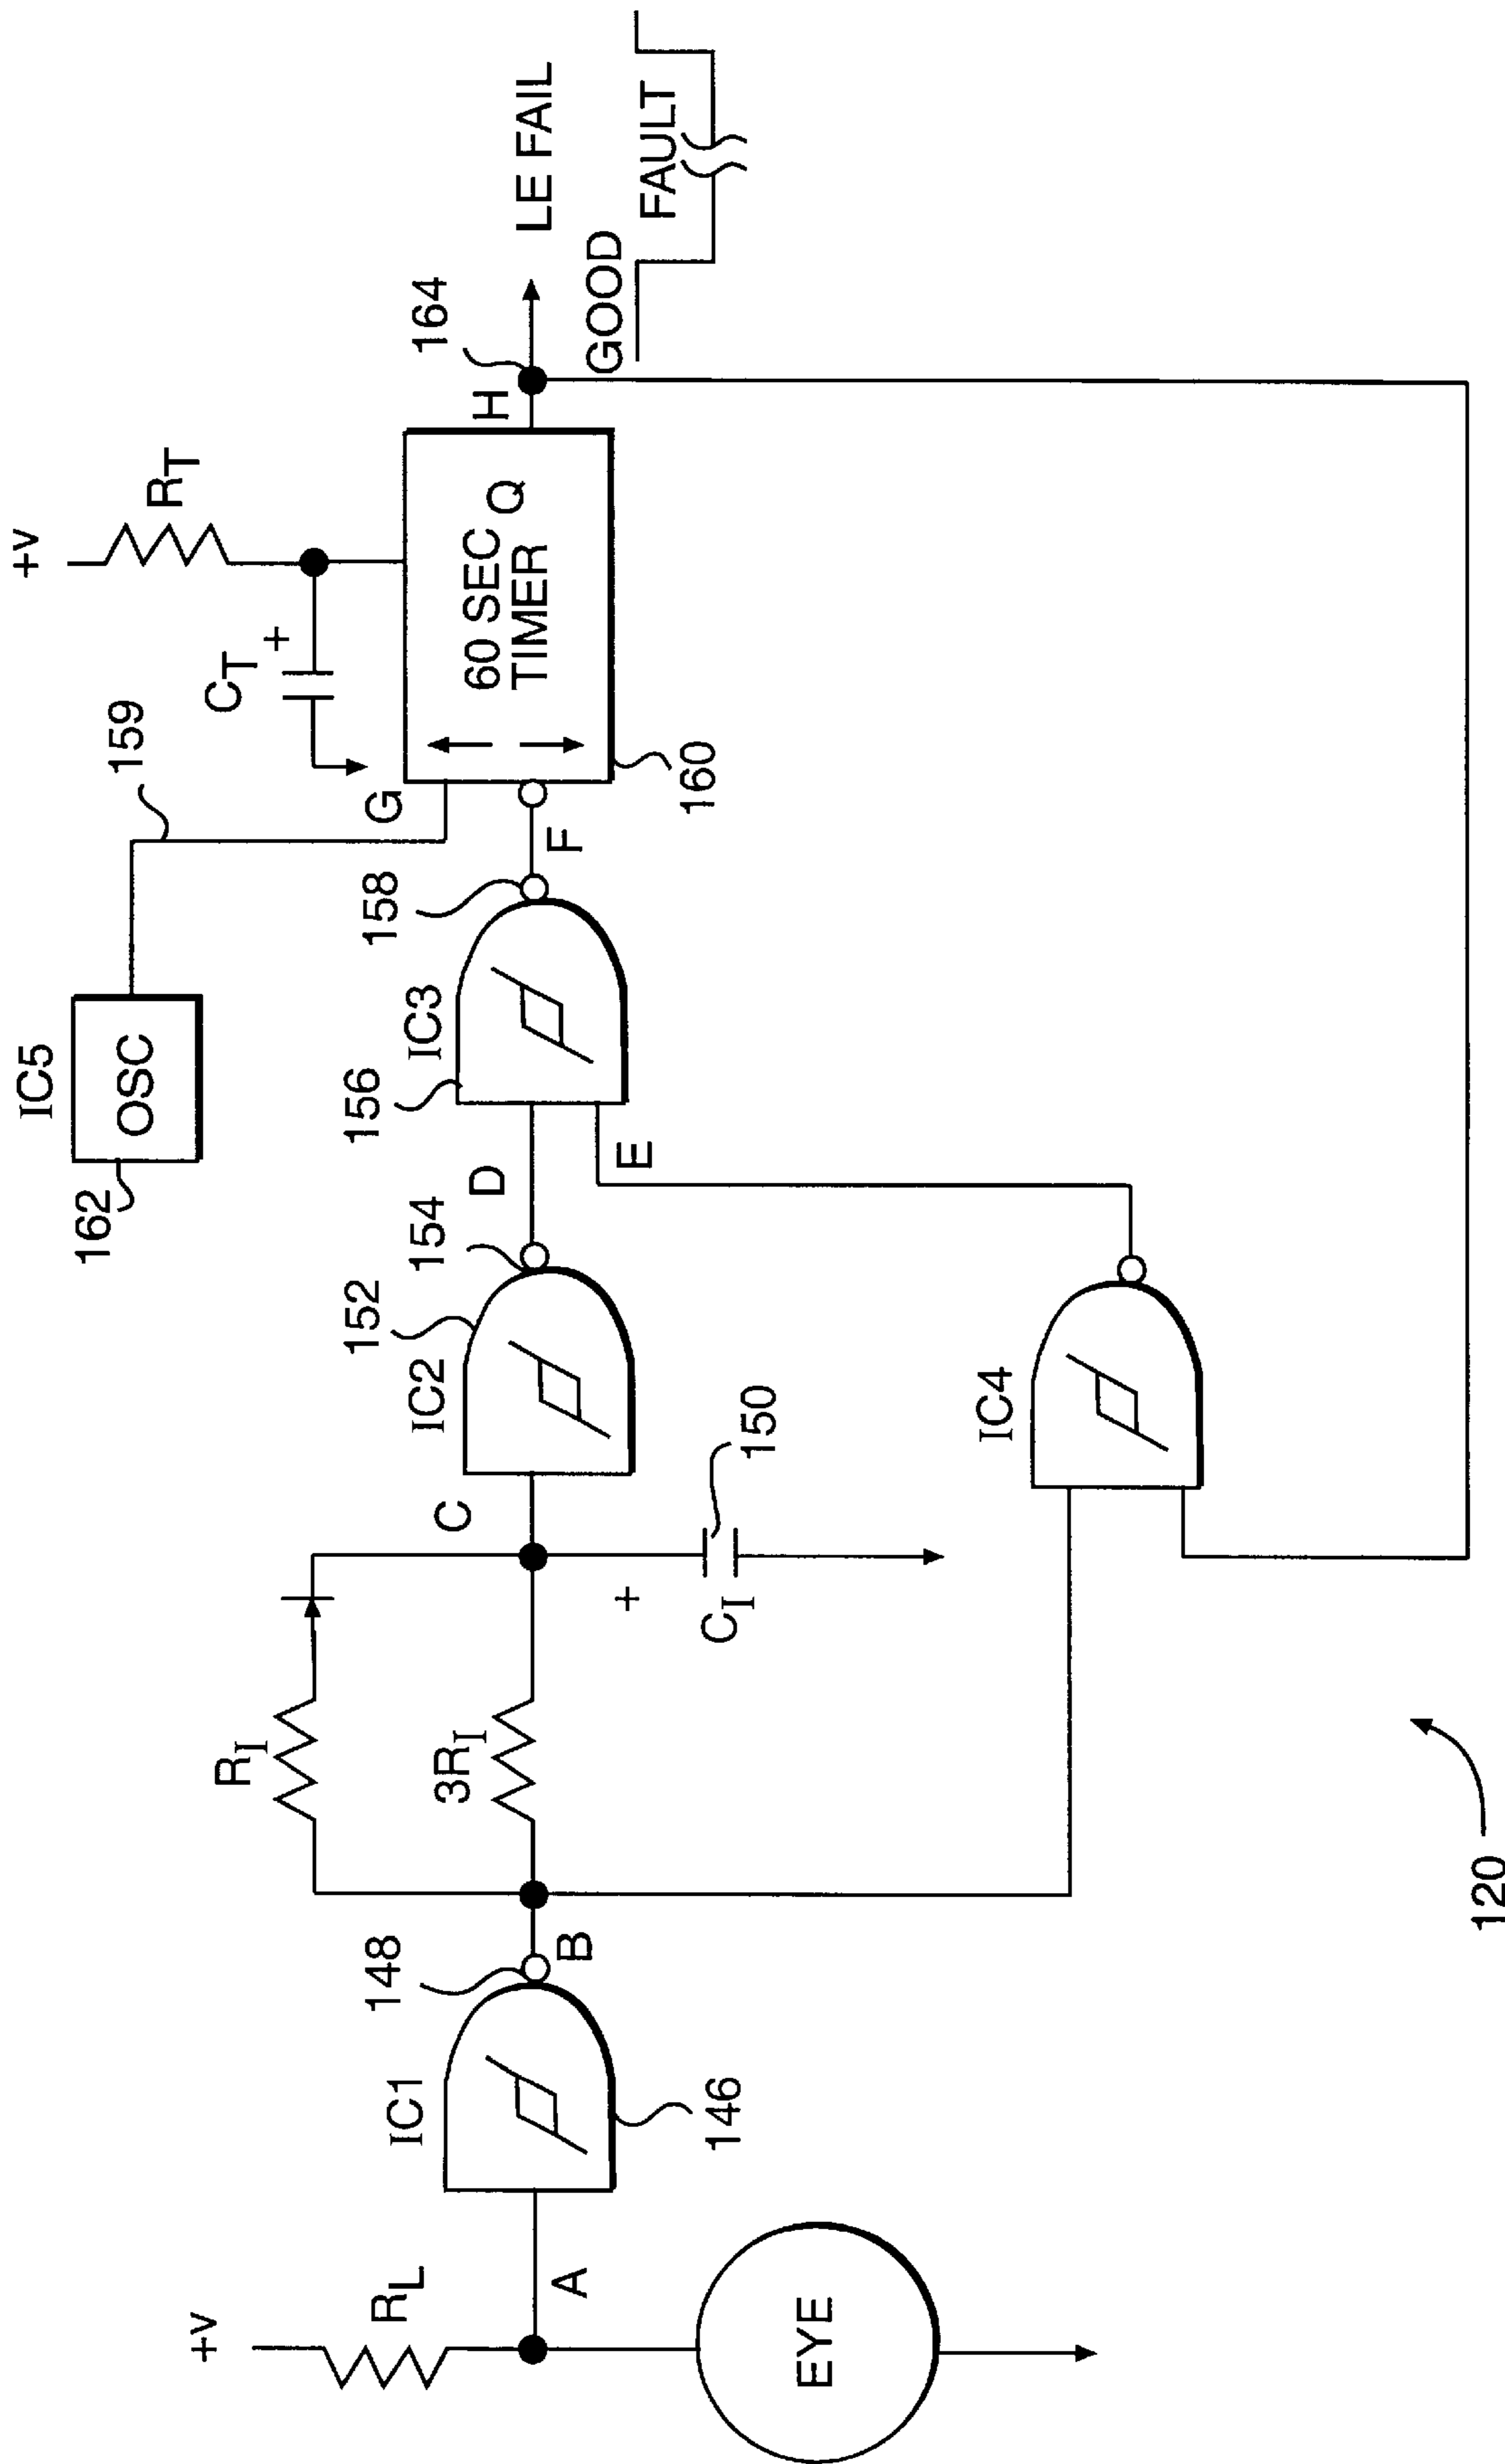 +v
R_L
A
EYE
IC1
146
148
B
R_I
3R_I
C
+
C_I
150
IC2
152
154
D
E
IC4
IC5
OSC
162
159
IC3
156
158
F
G
C_T
+
+v
R_T
60 SEC
TIMER
Q
160
H
164
LE FAIL
GOOD
FAULT
120